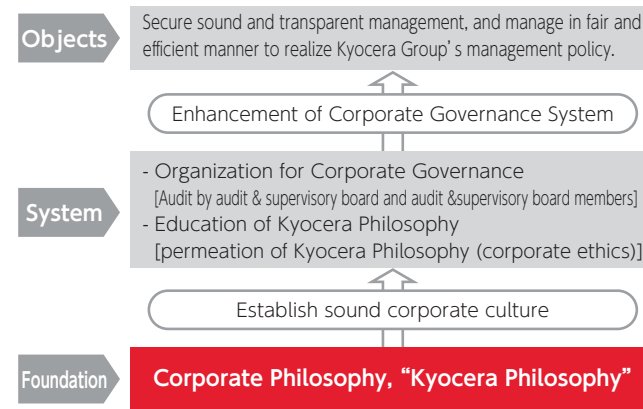 Objects
Secure sound and transparent management, and manage in fair and
efficient manner to realize Kyocera Group's management policy.
Enhancement of Corporate Governance System
System
- Organization for Corporate Governance
[Audit by audit & supervisory board and audit &supervisory board members]
- Education of Kyocera Philosophy
[permeation of Kyocera Philosophy (corporate ethics)]
Establish sound corporate culture
Foundation
Corporate Philosophy, “Kyocera Philosophy”